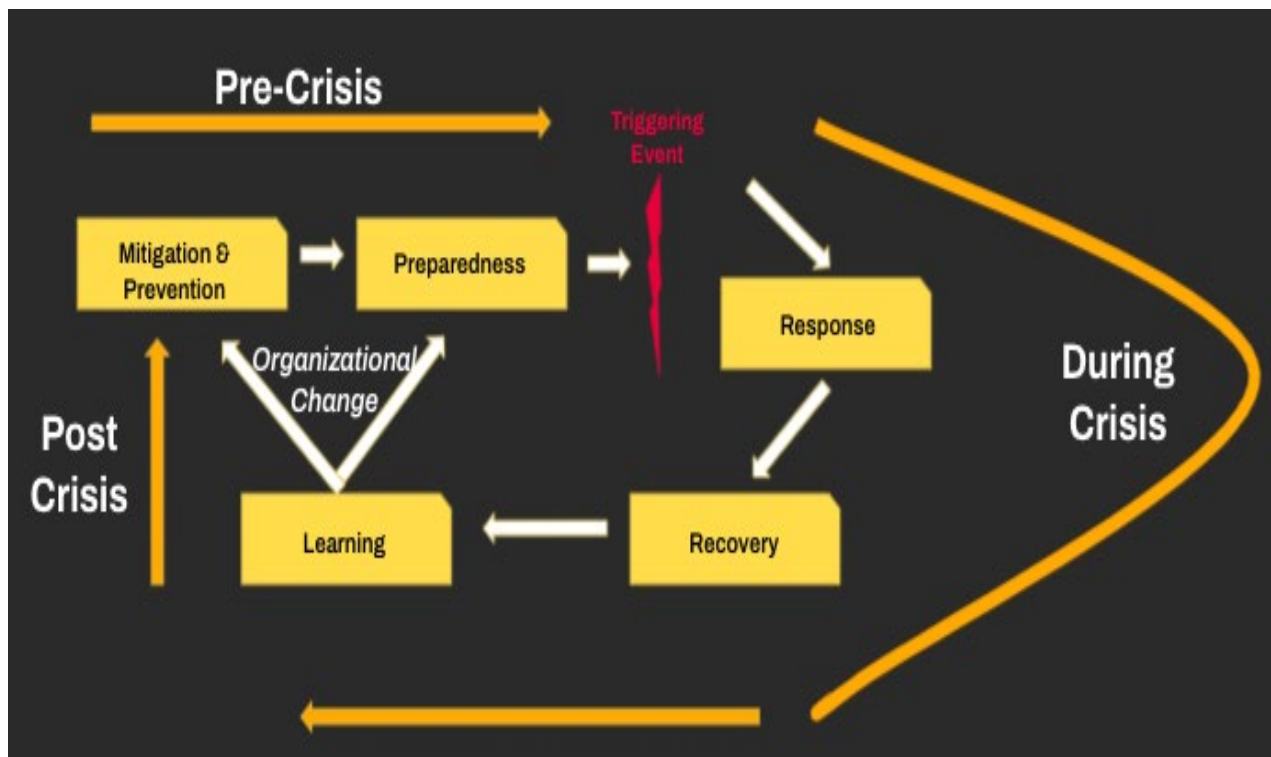 Pre-Crisis
Triggering
Event
Mitigation &
Prevention
Preparedness
Response
Organizational
Change
During
Crisis
Post
Crisis
Learning
Recovery